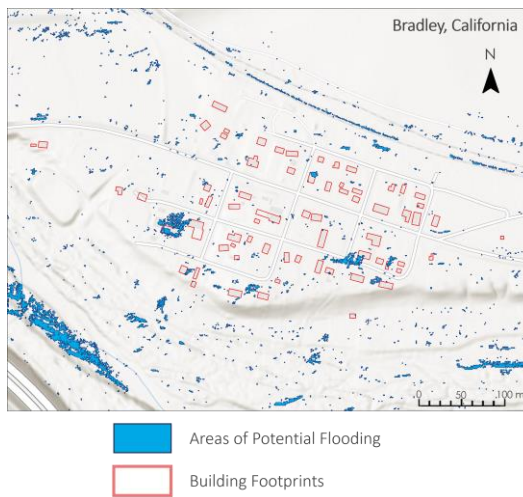 Bradley, California
N
0 50 100 m
Areas of Potential Flooding
Building Footprints